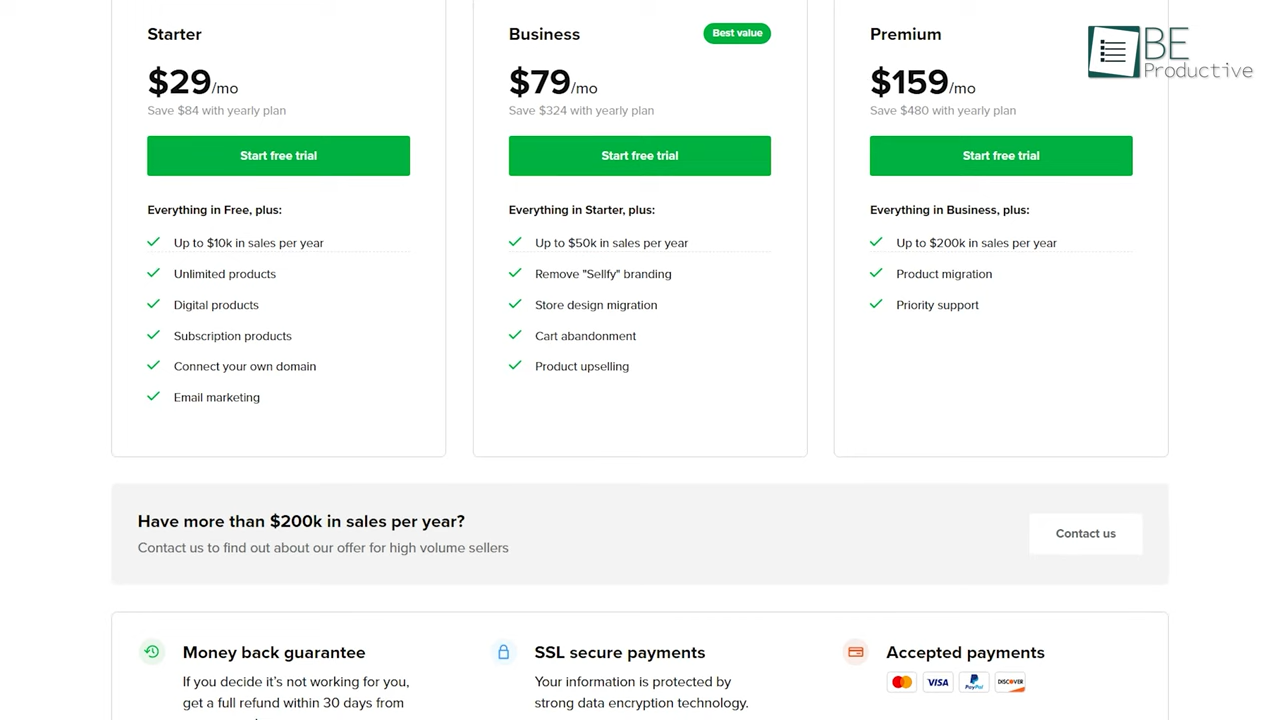 BE
Productive
Starter
$29/mo
Save $84 with yearly plan
Start free trial
Everything in Free, plus:
Up to $10k in sales per year
Unlimited products
Digital products
Subscription products
Connect your own domain
Email marketing
Business
Best value
$79/mo
Save $324 with yearly plan
Start free trial
Everything in Starter, plus:
Up to $50k in sales per year
Remove "Sellfy" branding
Store design migration
Cart abandonment
Product upselling
Premium
$159/mo
Save $480 with yearly plan
Start free trial
Everything in Business, plus:
Up to $200k in sales per year
Product migration
Priority support
Have more than $200k in sales per year?
Contact us to find out about our offer for high volume sellers
Contact us
Money back guarantee
If you decide it's not working for you,
get a full refund within 30 days from
SSL secure payments
Your information is protected by
strong data encryption technology.
Accepted payments
VISA
PayPal
DISCOVER